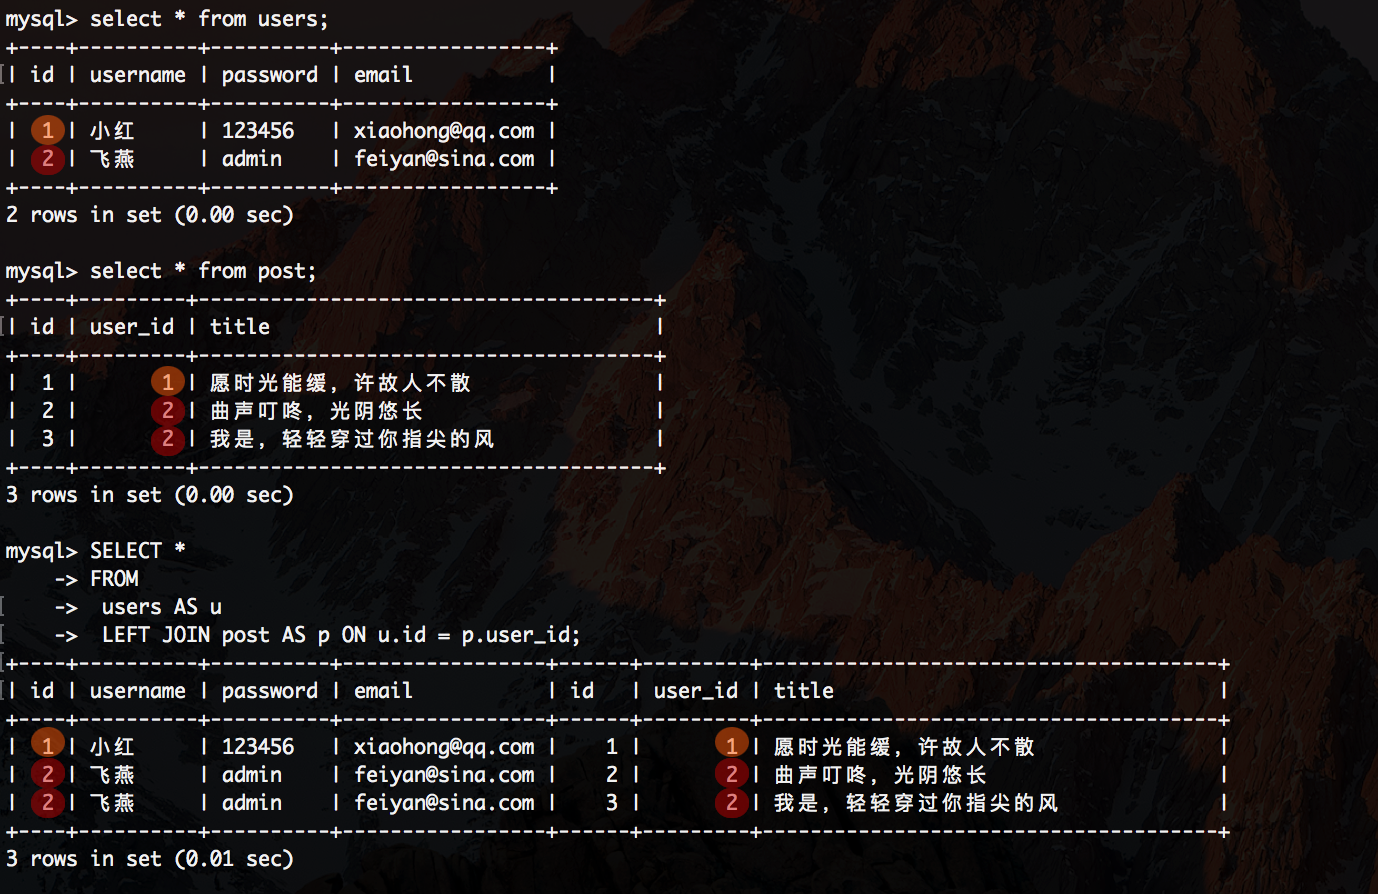 mysql> select * from users;
+----+----------+----------+-----------------+
| id | username | password | email           |
+----+----------+----------+-----------------+
| 1 | 小红 | 123456 | xiaohong@qq.com |
| 2 | 飞燕 | admin | feiyan@sina.com |
+----+----------+----------+-----------------+
2 rows in set (0.00 sec)
mysql> select * from post;
+----+---------+--------------------------------------+
| id | user_id | title |
+----+---------+--------------------------------------+
| 1 | 1 | 愿时光能缓，许故人不散 |
| 2 | 2 | 曲声叮咚，光阴悠长 |
| 3 | 2 | 我是，轻轻穿过你指尖的风 |
+----+---------+--------------------------------------+
3 rows in set (0.00 sec)
mysql> SELECT *
-> FROM
-> users AS u
-> LEFT JOIN post AS p ON u.id = p.user_id;
+----+----------+----------+-----------------+------+---------+--------------------------------------+
| id | username | password | email | id | user_id | title |
+----+----------+----------+-----------------+------+---------+--------------------------------------+
| 1 | 小红 | 123456 | xiaohong@qq.com | 1 | 1 | 愿时光能缓，许故人不散 |
| 2 | 飞燕 | admin | feiyan@sina.com | 2 | 2 | 曲声叮咚，光阴悠长 |
| 2 | 飞燕 | admin | feiyan@sina.com | 3 | 2 | 我是，轻轻穿过你指尖的风 |
+----+----------+----------+-----------------+------+---------+--------------------------------------+
3 rows in set (0.01 sec)